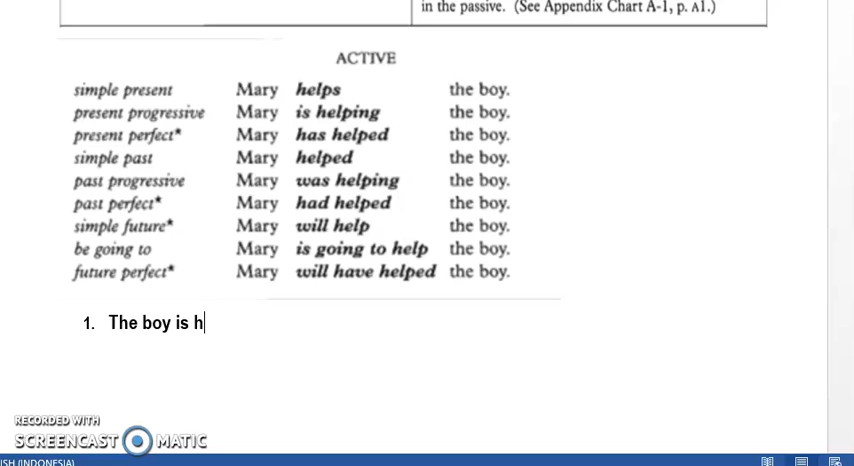 in the passive. (See Appendix Chart A-1, p. A1.)
ACTIVE
simple present Mary helps the boy.
present progressive Mary is helping the boy.
present perfect* Mary has helped the boy.
simple past Mary helped the boy.
past progressive Mary was helping the boy.
past perfect* Mary had helped the boy.
simple future* Mary will help the boy.
be going to Mary is going to help the boy.
future perfect* Mary will have helped the boy.
1. The boy is h
RECORDED WITH
SCREENCAST MATIC
ISH (INDONESIA)